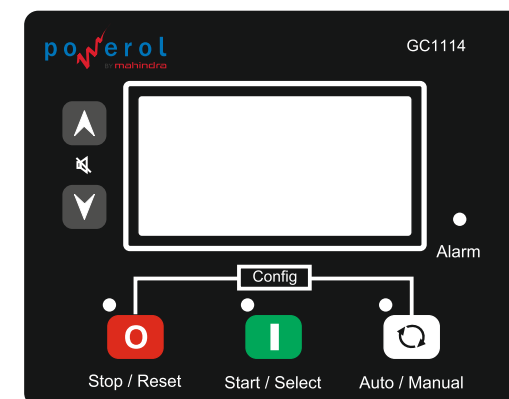 powerol
BY mahindra
GC1114
Alarm
Config
O
I
Stop / Reset
Start / Select
Auto / Manual